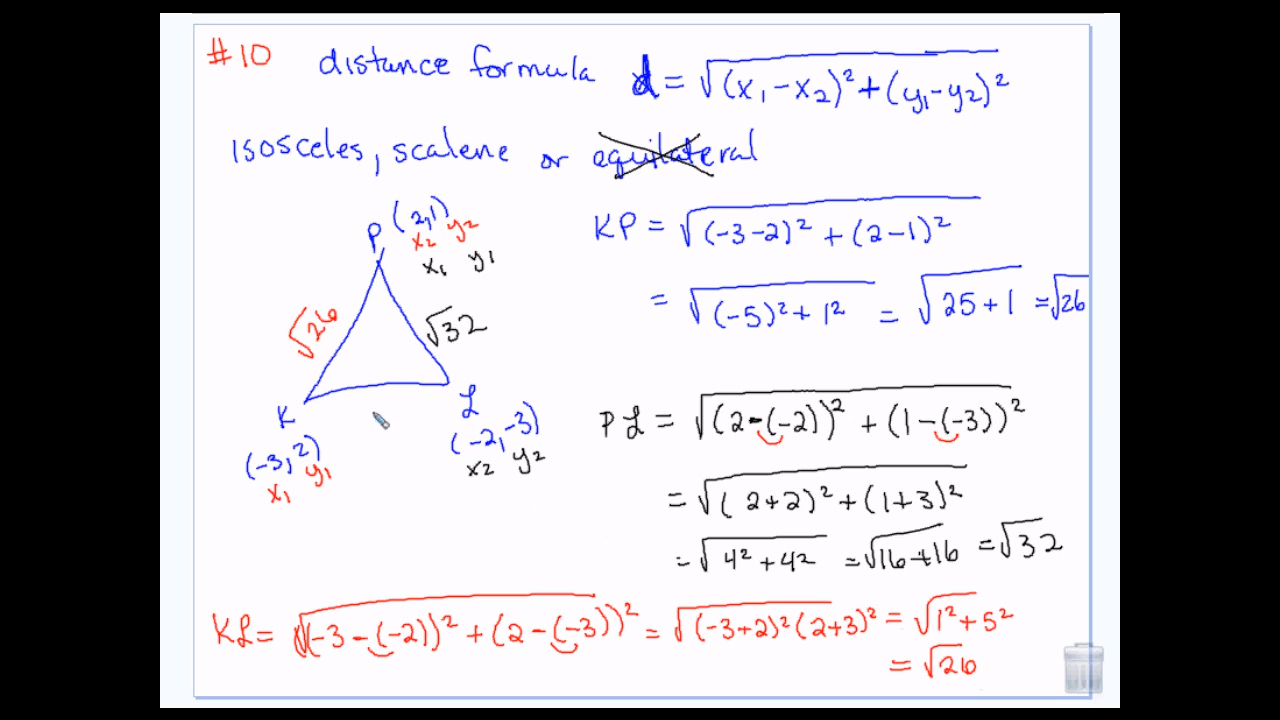 #10 distance formula d = √(x₁-x₂)² + (y₁-y₂)²
isosceles, scalene or equilateral
P (2,1)
x₂ y₂
x₁ y₁
√26
√32
K
(-3,2)
x₁ y₁
L
(-2,-3)
x₂ y₂
KP = √(-3-2)² + (2-1)²
= √(-5)² + 1² = √25+1 = √26
PL = √(2-(-2))² + (1-(-3))²
= √(2+2)² + (1+3)²
= √4²+4² = √16+16 = √32
KL = √(-3-(-2))² + (2-(-3))² = √(-3+2)²(2+3)² = √1²+5²
= √26